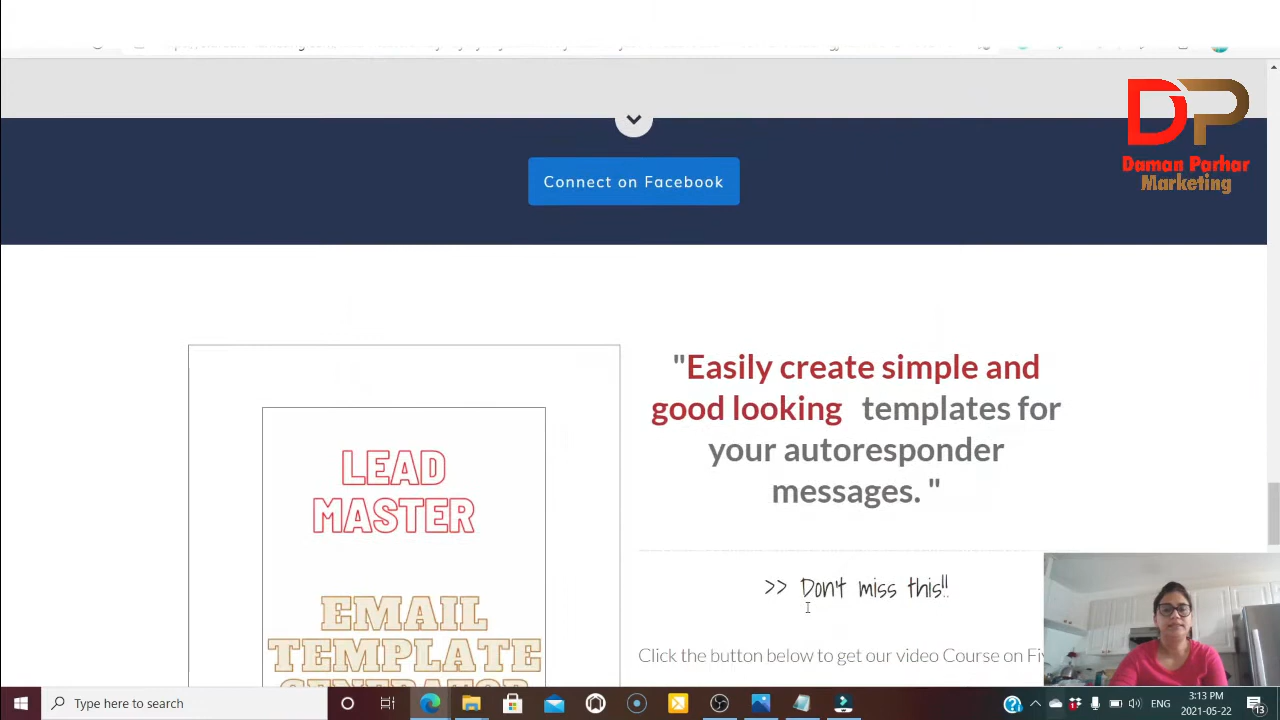 DP
Daman Parhar
Marketing
Connect on Facebook
"Easily create simple and
good looking templates for
your autoresponder
messages. "
LEAD
MASTER
EMAIL
TEMPLATE
>> Don't miss this!!
Click the button below to get our video Course on
Type here to search
ENG
3:13 PM
2021-05-22
13